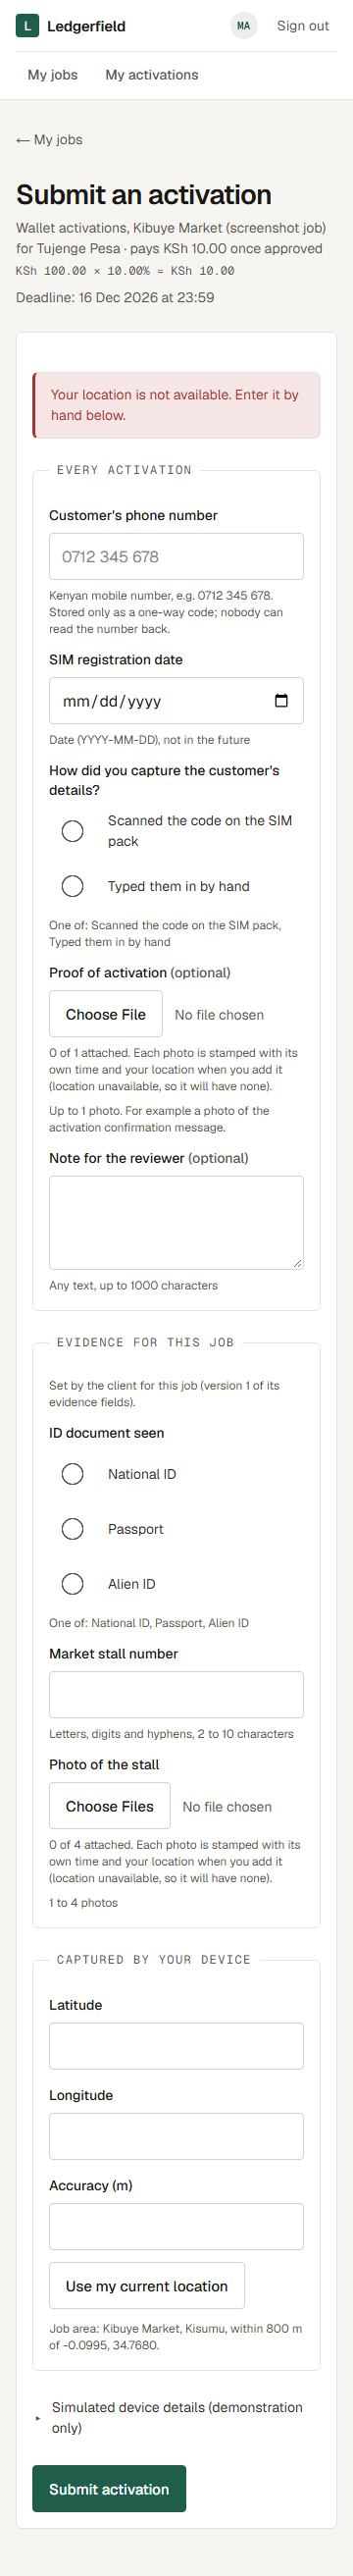 L Ledgerfield
MA Sign out
My jobs My activations
← My jobs
Submit an activation
Wallet activations, Kibuye Market (screenshot job)
for Tujenge Pesa · pays KSh 10.00 once approved
KSh 100.00 × 10.00% = KSh 10.00
Deadline: 16 Dec 2026 at 23:59
Your location is not available. Enter it by
hand below.
EVERY ACTIVATION
Customer's phone number
0712 345 678
Kenyan mobile number, e.g. 0712 345 678.
Stored only as a one-way code; nobody can
read the number back.
SIM registration date
mm/dd/yyyy
Date (YYYY-MM-DD), not in the future
How did you capture the customer's
details?
Scanned the code on the SIM
pack
Typed them in by hand
One of: Scanned the code on the SIM pack,
Typed them in by hand
Proof of activation (optional)
Choose File No file chosen
0 of 1 attached. Each photo is stamped with its
own time and your location when you add it
(location unavailable, so it will have none).
Up to 1 photo. For example a photo of the
activation confirmation message.
Note for the reviewer (optional)
Any text, up to 1000 characters
EVIDENCE FOR THIS JOB
Set by the client for this job (version 1 of its
evidence fields).
ID document seen
National ID
Passport
Alien ID
One of: National ID, Passport, Alien ID
Market stall number
Letters, digits and hyphens, 2 to 10 characters
Photo of the stall
Choose Files No file chosen
0 of 4 attached. Each photo is stamped with its
own time and your location when you add it
(location unavailable, so it will have none).
1 to 4 photos
CAPTURED BY YOUR DEVICE
Latitude
Longitude
Accuracy (m)
Use my current location
Job area: Kibuye Market, Kisumu, within 800 m
of -0.0995, 34.7680.
Simulated device details (demonstration
only)
Submit activation